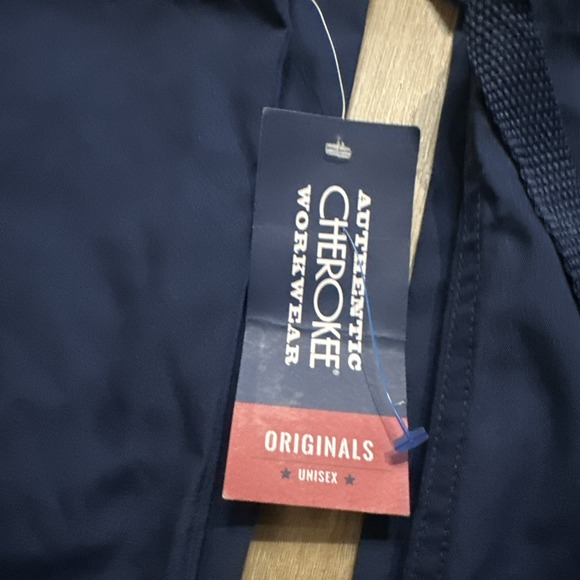 AUTHENTIC
CHEROKEE®
WORKWEAR
ORIGINALS
★ UNISEX ★